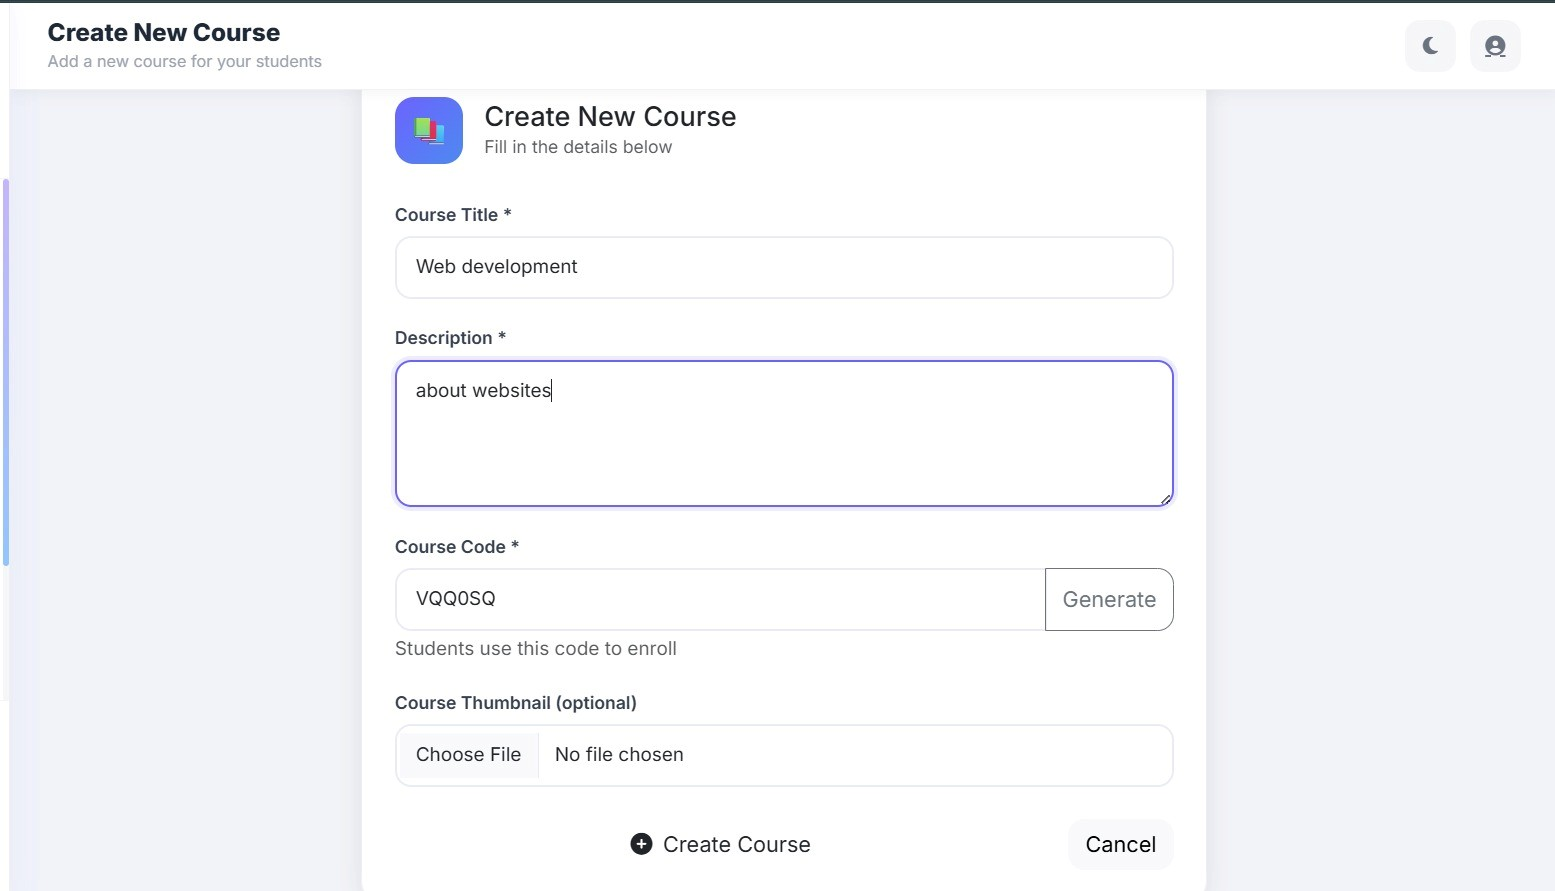 Create New Course
Add a new course for your students
Create New Course
Fill in the details below
Course Title *
Web development
Description *
about websites
Course Code *
VQQ0SQ
Generate
Students use this code to enroll
Course Thumbnail (optional)
Choose File No file chosen
Create Course
Cancel